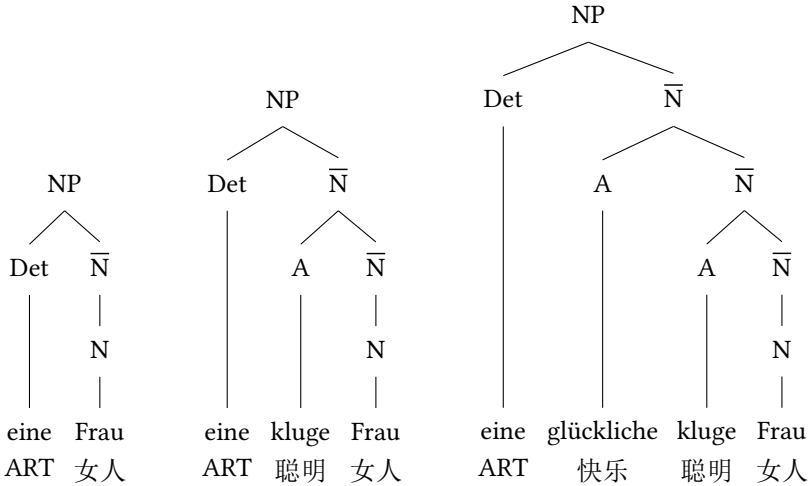 NP
NP
Det N̅
NP
Det N̅
A N̅
Det N̅
A N̅
A N̅
N
N
N
eine Frau
ART 女人
eine kluge Frau
ART 聪明 女人
eine glückliche kluge Frau
ART 快乐 聪明 女人